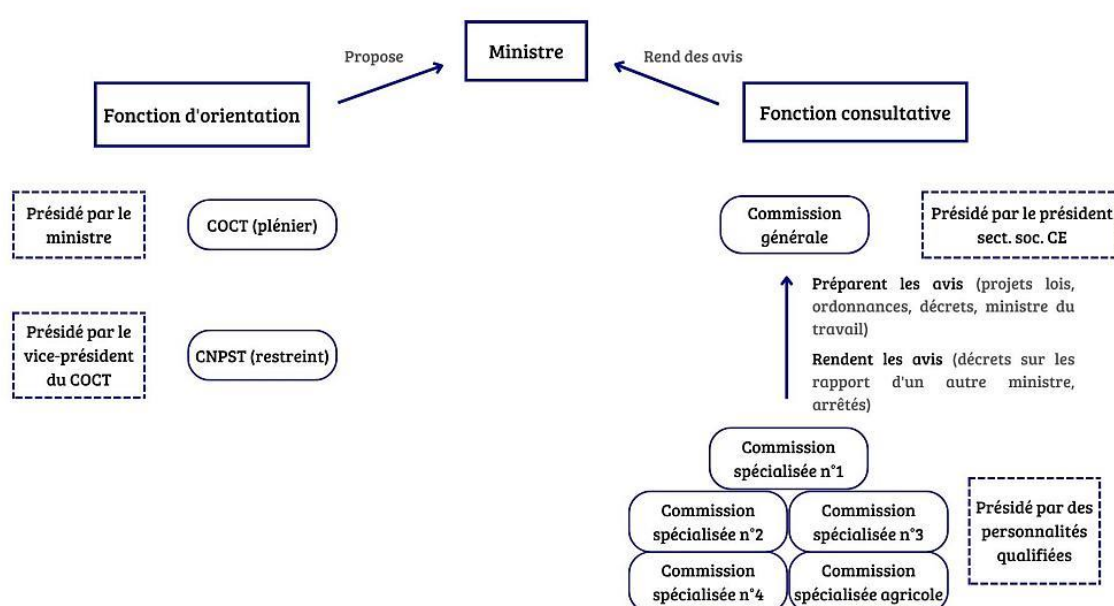 Ministre
Propose
Rend des avis
Fonction d'orientation
Fonction consultative
Présidé par le
ministre
COCT (plénier)
Commission
générale
Présidé par le président
sect. soc. CE
Préparent les avis (projets lois,
ordonnances, décrets, ministre du
travail)
Rendent les avis (décrets sur les
rapport d'un autre ministre,
arrêtés)
Présidé par le
vice-président
du COCT
CNPST (restreint)
Commission
spécialisée n°1
Commission
spécialisée n°2
Commission
spécialisée n°3
Commission
spécialisée n°4
Commission
spécialisée agricole
Présidé par des
personnalités
qualifiées